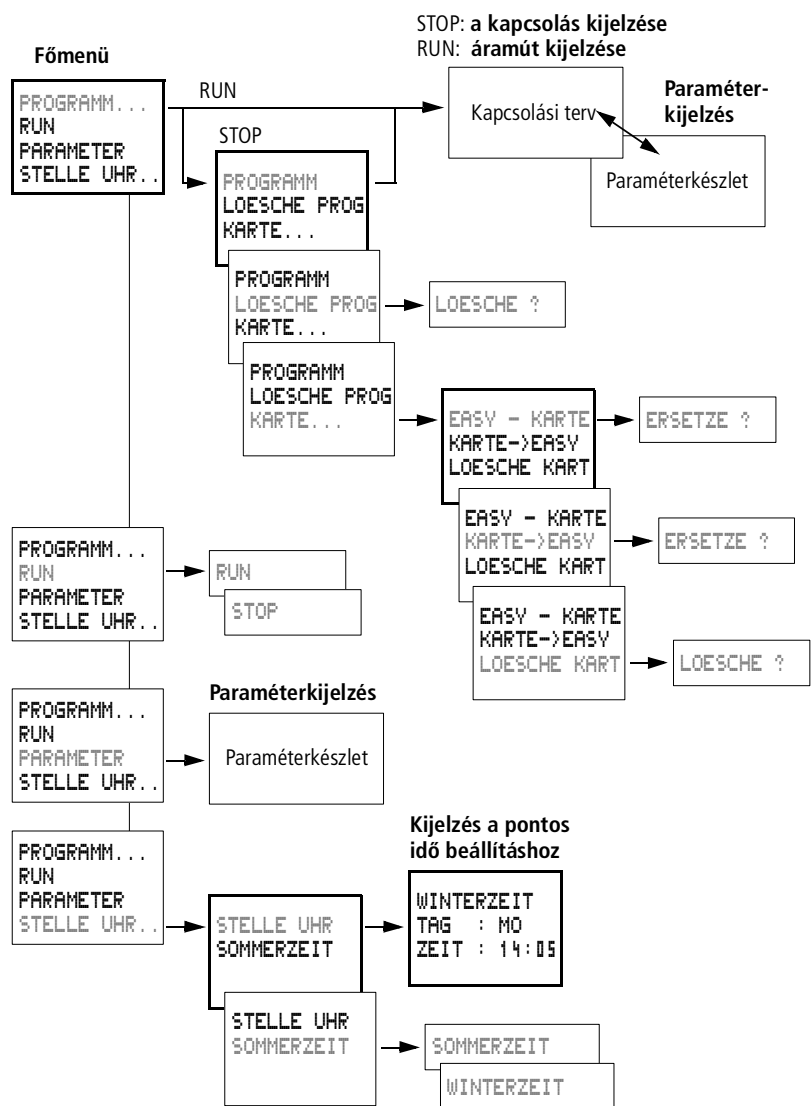 STOP: a kapcsolás kijelzése
RUN: áramút kijelzése
Főmenü
PROGRAMM...
RUN
PARAMETER
STELLE UHR..
RUN
STOP
PROGRAMM
LOESCHE PROG
KARTE...
Kapcsolási terv
Paraméter-
kijelzés
Paraméterkészlet
PROGRAMM
LOESCHE PROG
KARTE...
LOESCHE ?
PROGRAMM
LOESCHE PROG
KARTE...
EASY - KARTE
KARTE->EASY
LOESCHE KART
ERSETZE ?
EASY - KARTE
KARTE->EASY
LOESCHE KART
ERSETZE ?
EASY - KARTE
KARTE->EASY
LOESCHE KART
LOESCHE ?
PROGRAMM...
RUN
PARAMETER
STELLE UHR..
RUN
STOP
PROGRAMM...
RUN
PARAMETER
STELLE UHR..
Paraméterkijelzés
Paraméterkészlet
PROGRAMM...
RUN
PARAMETER
STELLE UHR..
STELLE UHR
SOMMERZEIT
Kijelzés a pontos
idő beállításhoz
WINTERZEIT
TAG : MO
ZEIT : 14:05
STELLE UHR
SOMMERZEIT
SOMMERZEIT
WINTERZEIT